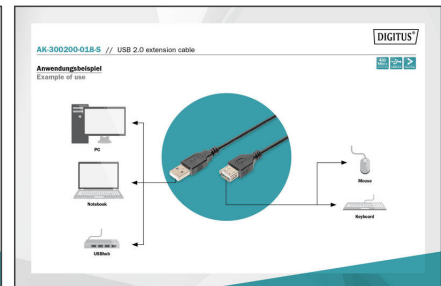 DIGITUS®
AK-300200-018-S // USB 2.0 extension cable
Anwendungsbeispiel
Example of use
PC
Notebook
USBhub
Mouse
Keyboard